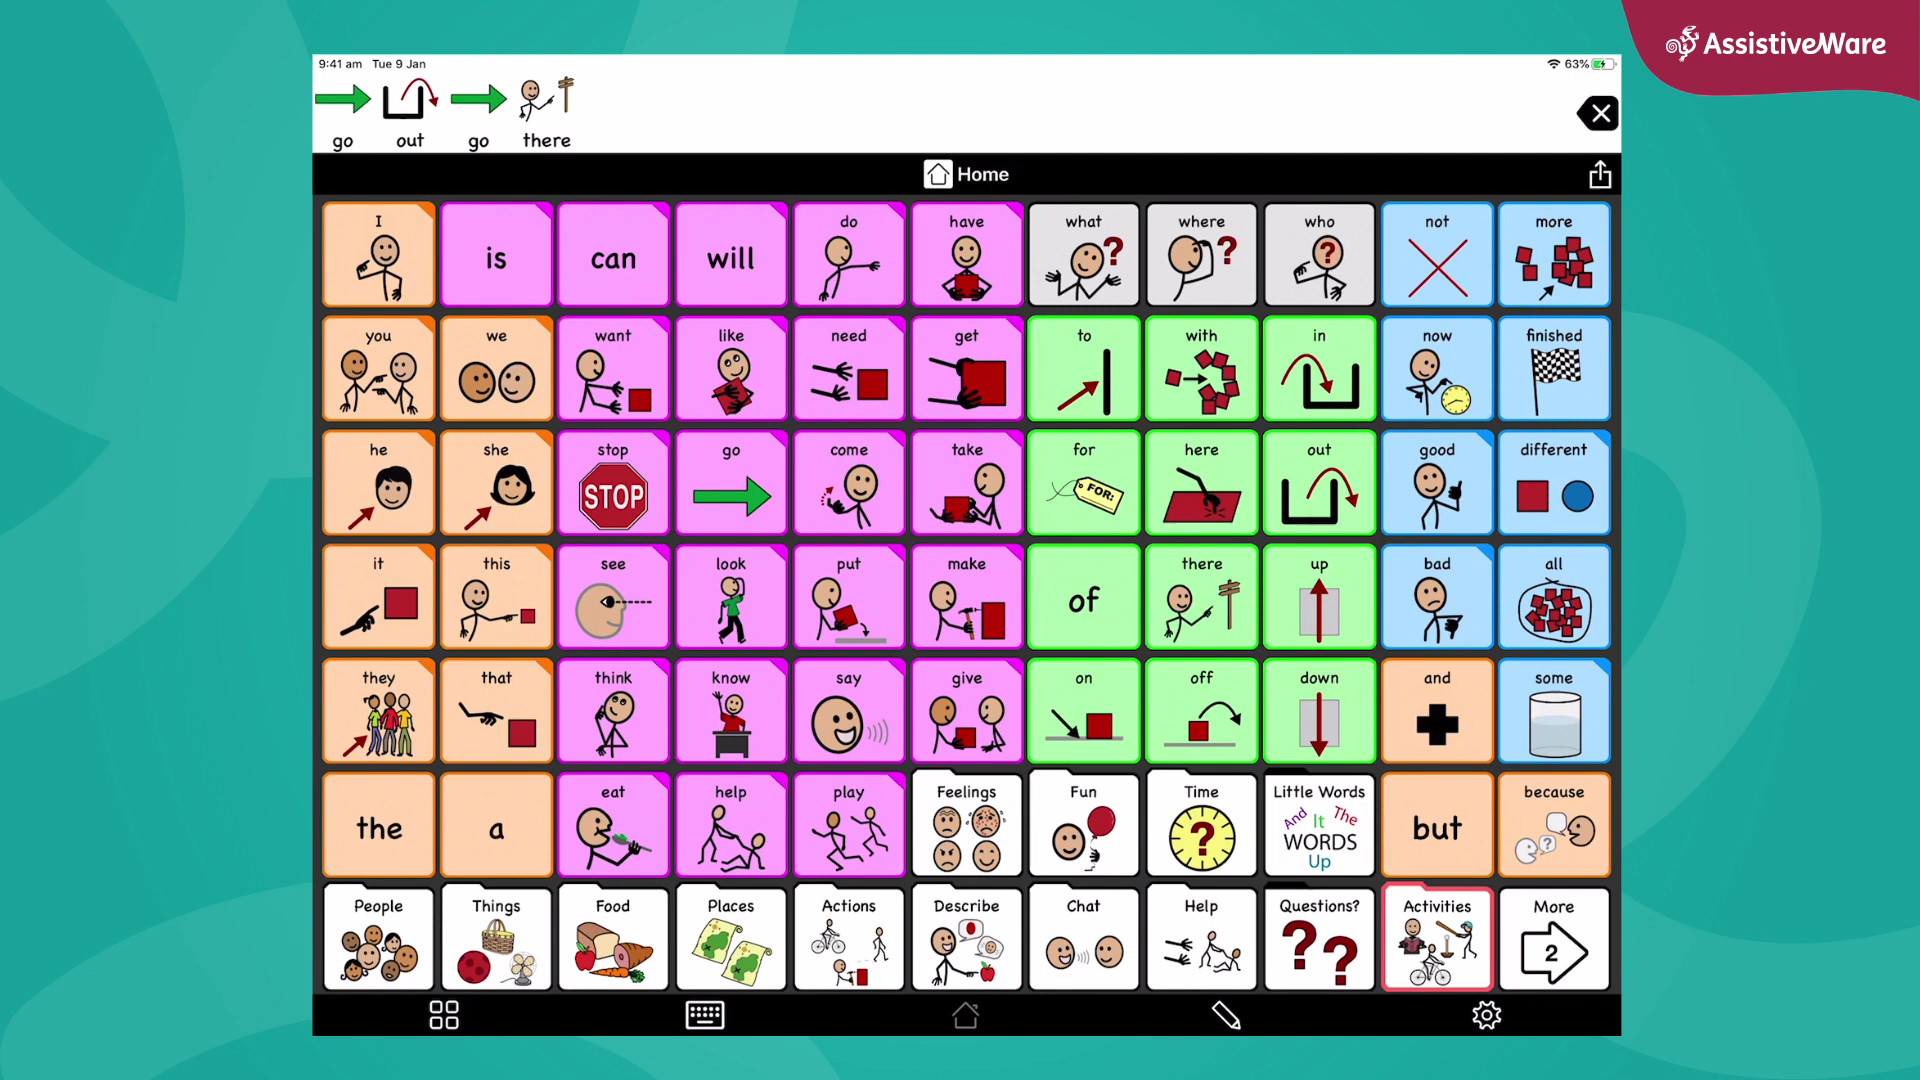 AssistiveWare
9:41 am Tue 9 Jan
63%
go out go there
Home
I is can will do have what where who not more
you we want like need get to with in now finished
he she stop go come take for here out good different
STOP
FOR:
it this see look put make of there up bad all
they that think know say give on off down and some
the a eat help play Feelings Fun Time Little Words but because
And It The
WORDS
Up
People Things Food Places Actions Describe Chat Help Questions? Activities More
2